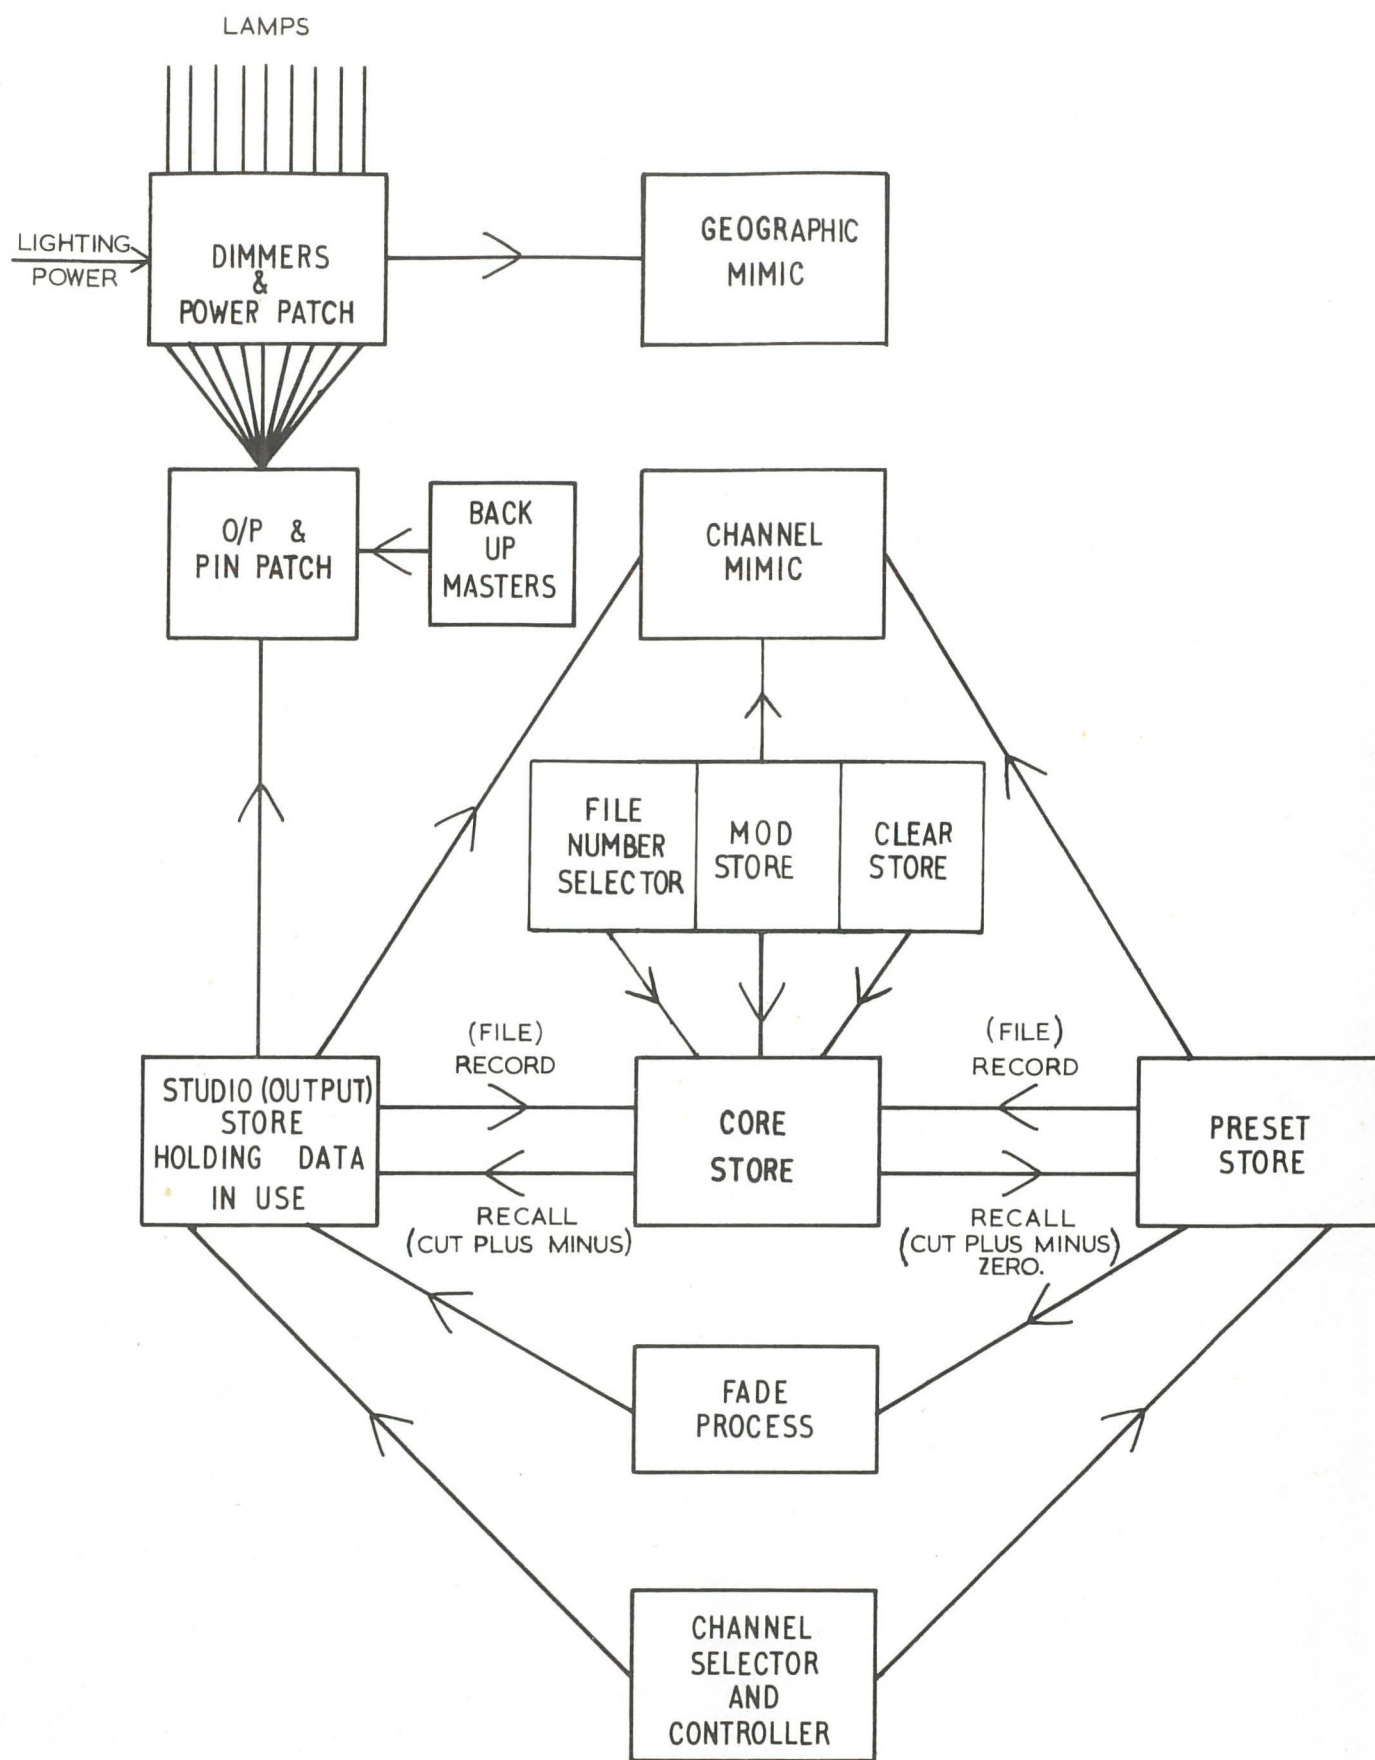 LAMPS
LIGHTING
POWER
DIMMERS
&
POWER PATCH
GEOGRAPHIC
MIMIC
O/P &
PIN PATCH
BACK
UP
MASTERS
CHANNEL
MIMIC
FILE
NUMBER
SELECTOR
MOD
STORE
CLEAR
STORE
(FILE)
RECORD
(FILE)
RECORD
STUDIO (OUTPUT)
STORE
HOLDING DATA
IN USE
CORE
STORE
PRESET
STORE
RECALL
(CUT PLUS MINUS)
RECALL
(CUT PLUS MINUS)
ZERO.
FADE
PROCESS
CHANNEL
SELECTOR
AND
CONTROLLER